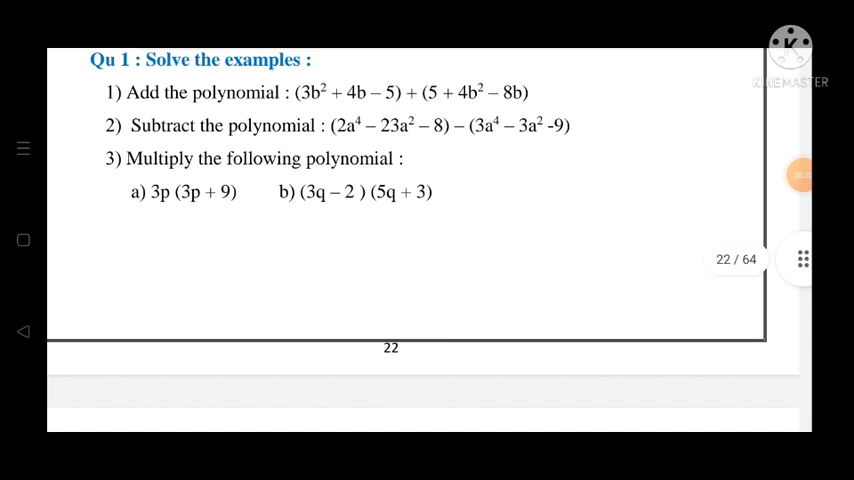 KINEMASTER
Qu 1 : Solve the examples :
1) Add the polynomial : (3b² + 4b – 5) + (5 + 4b² – 8b)
2) Subtract the polynomial : (2a⁴ – 23a² – 8) – (3a⁴ – 3a² -9)
3) Multiply the following polynomial :
a) 3p (3p + 9) b) (3q – 2 ) (5q + 3)
22 / 64
22